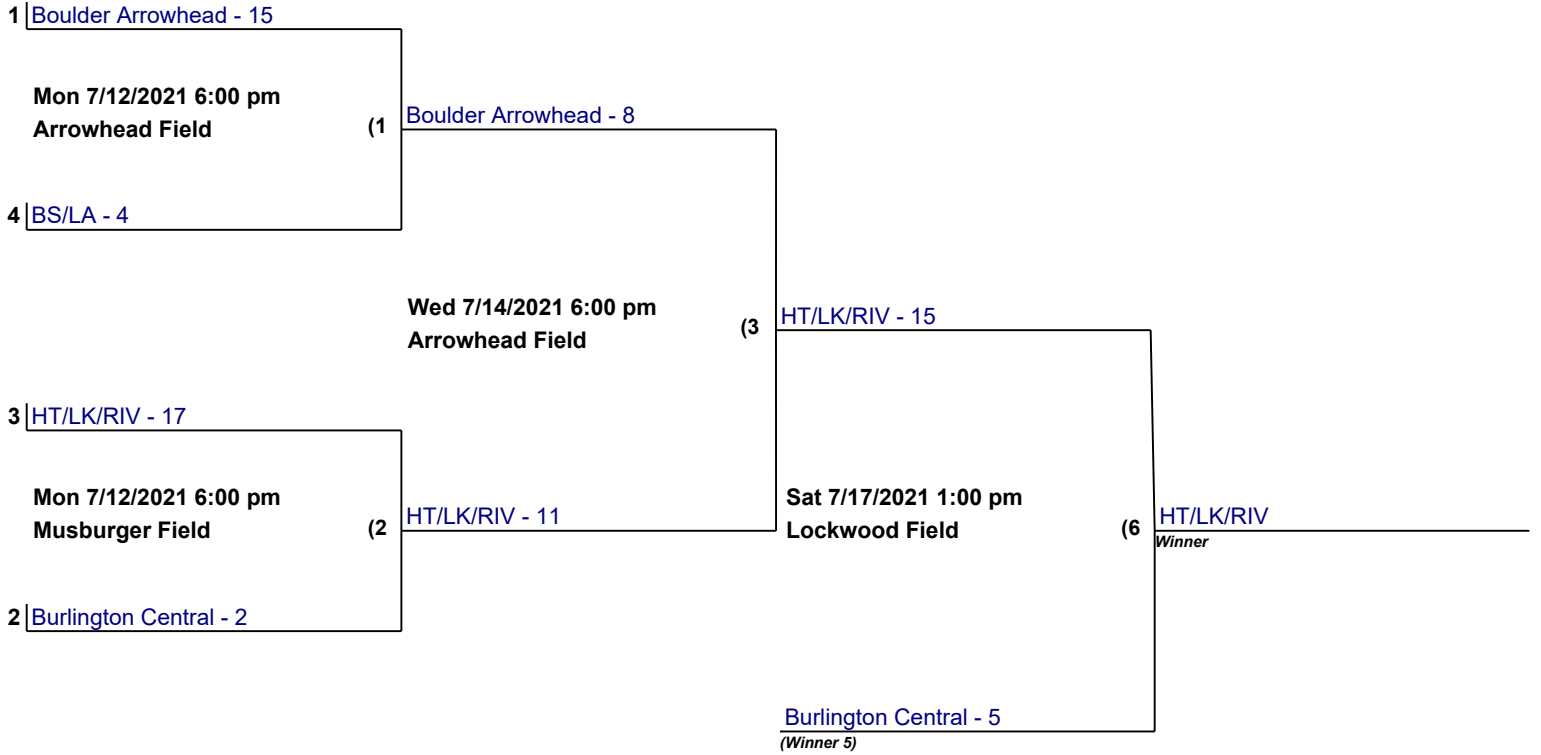 1 Boulder Arrowhead - 15
Mon 7/12/2021 6:00 pm
Arrowhead Field (1
Boulder Arrowhead - 8
4 BS/LA - 4
Wed 7/14/2021 6:00 pm
Arrowhead Field (3
HT/LK/RIV - 15
3 HT/LK/RIV - 17
Mon 7/12/2021 6:00 pm
Musburger Field (2
HT/LK/RIV - 11
Sat 7/17/2021 1:00 pm
Lockwood Field (6
HT/LK/RIV
Winner
2 Burlington Central - 2
Burlington Central - 5
(Winner 5)